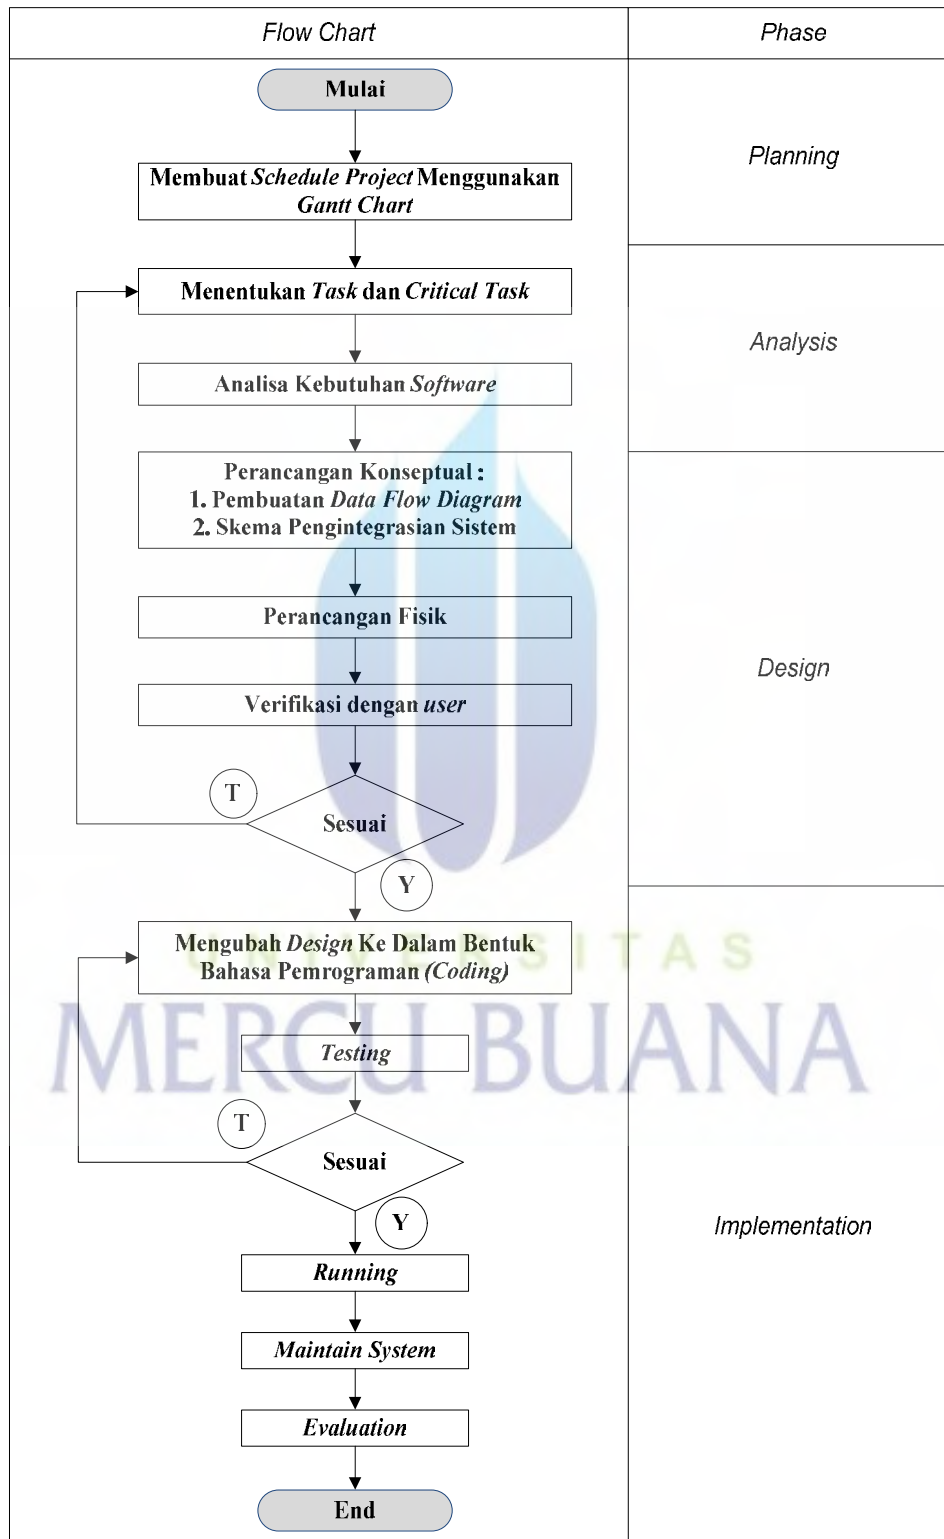 Flow Chart
Phase
Mulai
Planning
Membuat Schedule Project Menggunakan
Gantt Chart
Menentukan Task dan Critical Task
Analysis
Analisa Kebutuhan Software
Perancangan Konseptual :
1. Pembuatan Data Flow Diagram
2. Skema Pengintegrasian Sistem
Perancangan Fisik
Design
Verifikasi dengan user
T
Sesuai
Y
Mengubah Design Ke Dalam Bentuk
Bahasa Pemrograman (Coding)
UNIVERSITAS
MERCU BUANA
Testing
T
Sesuai
Y
Implementation
Running
Maintain System
Evaluation
End